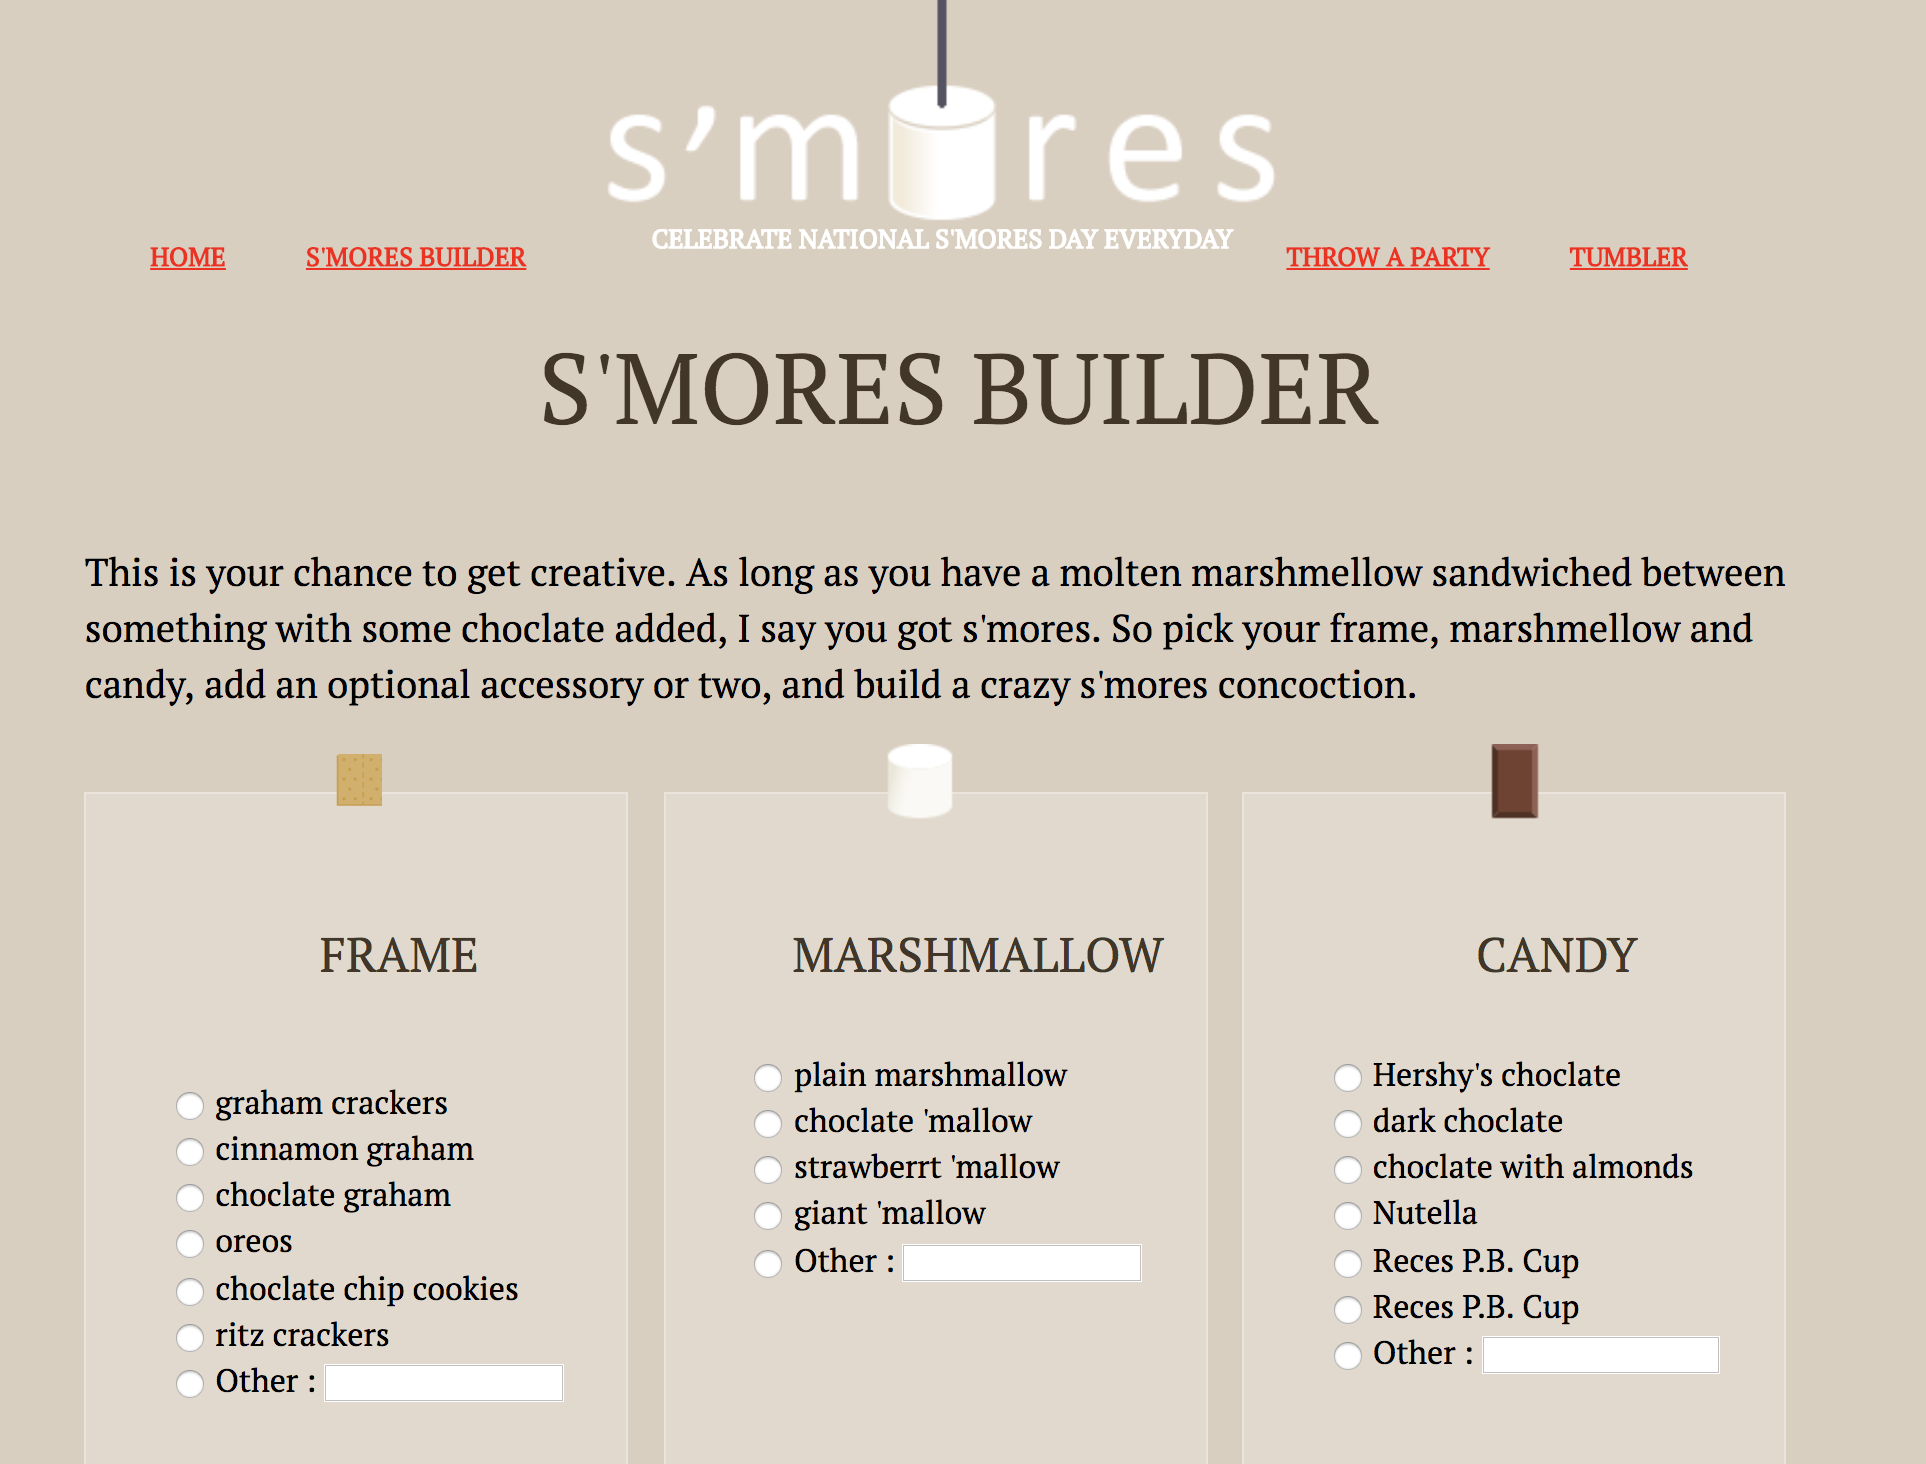 s'mores
CELEBRATE NATIONAL S'MORES DAY EVERYDAY
HOME
S'MORES BUILDER
THROW A PARTY
TUMBLER
S'MORES BUILDER
This is your chance to get creative. As long as you have a molten marshmellow sandwiched between
something with some choclate added, I say you got s'mores. So pick your frame, marshmellow and
candy, add an optional accessory or two, and build a crazy s'mores concoction.
FRAME
graham crackers
cinnamon graham
choclate graham
oreos
choclate chip cookies
ritz crackers
Other :
MARSHMALLOW
plain marshmallow
choclate 'mallow
strawberrt 'mallow
giant 'mallow
Other :
CANDY
Hershy's choclate
dark choclate
choclate with almonds
Nutella
Reces P.B. Cup
Reces P.B. Cup
Other :